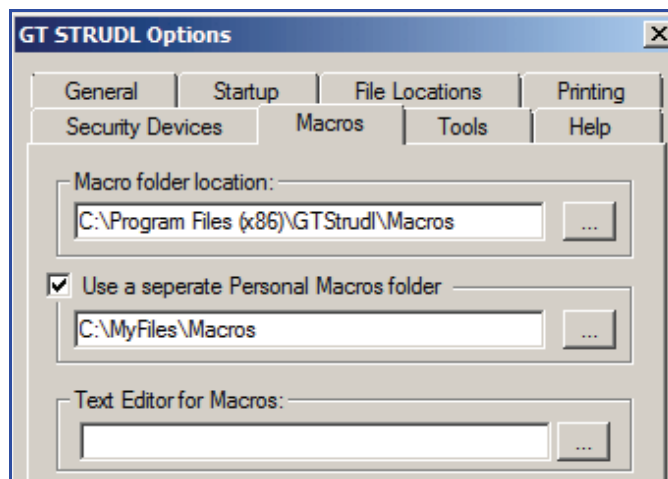 GT STRUDL Options
General Startup File Locations Printing
Security Devices Macros Tools Help
Macro folder location:
C:\Program Files (x86)\GTStrudl\Macros
...
Use a seperate Personal Macros folder
C:\MyFiles\Macros
...
Text Editor for Macros:
...